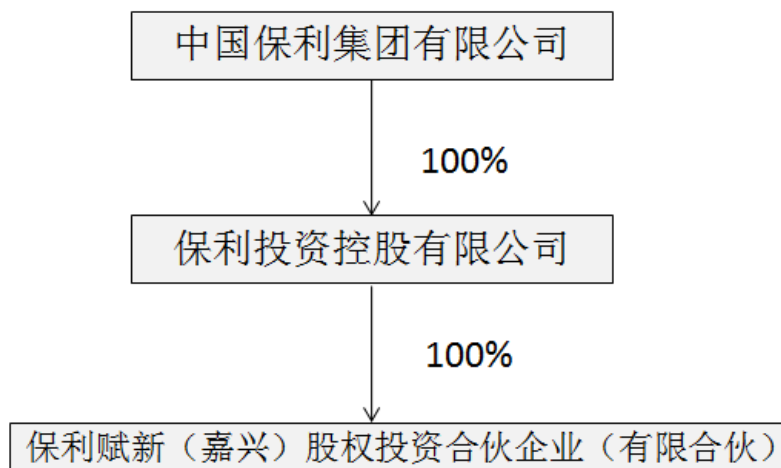 中国保利集团有限公司
100%
保利投资控股有限公司
100%
保利赋新（嘉兴）股权投资合伙企业（有限合伙）